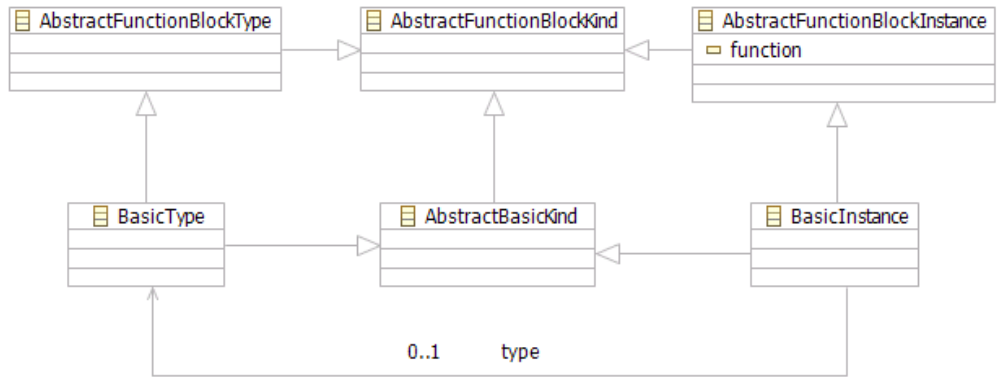 AbstractFunctionBlockType
AbstractFunctionBlockKind
AbstractFunctionBlockInstance
function
BasicType
AbstractBasicKind
BasicInstance
0..1 type